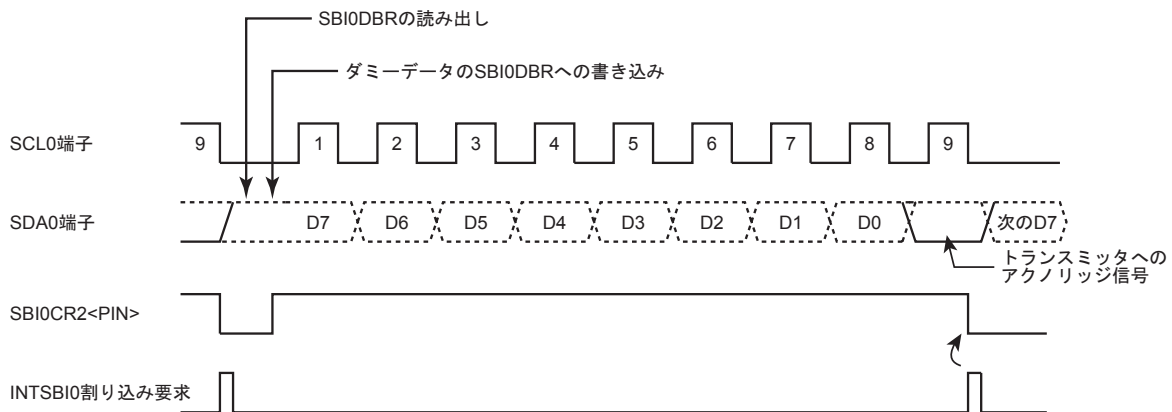 SBI0DBRの読み出し
ダミーデータのSBI0DBRへの書き込み
SCL0端子 9 1 2 3 4 5 6 7 8 9
SDA0端子 D7 D6 D5 D4 D3 D2 D1 D0 次のD7
トランスミッタへの
アクノリッジ信号
SBI0CR2<PIN>
INTSBI0割り込み要求